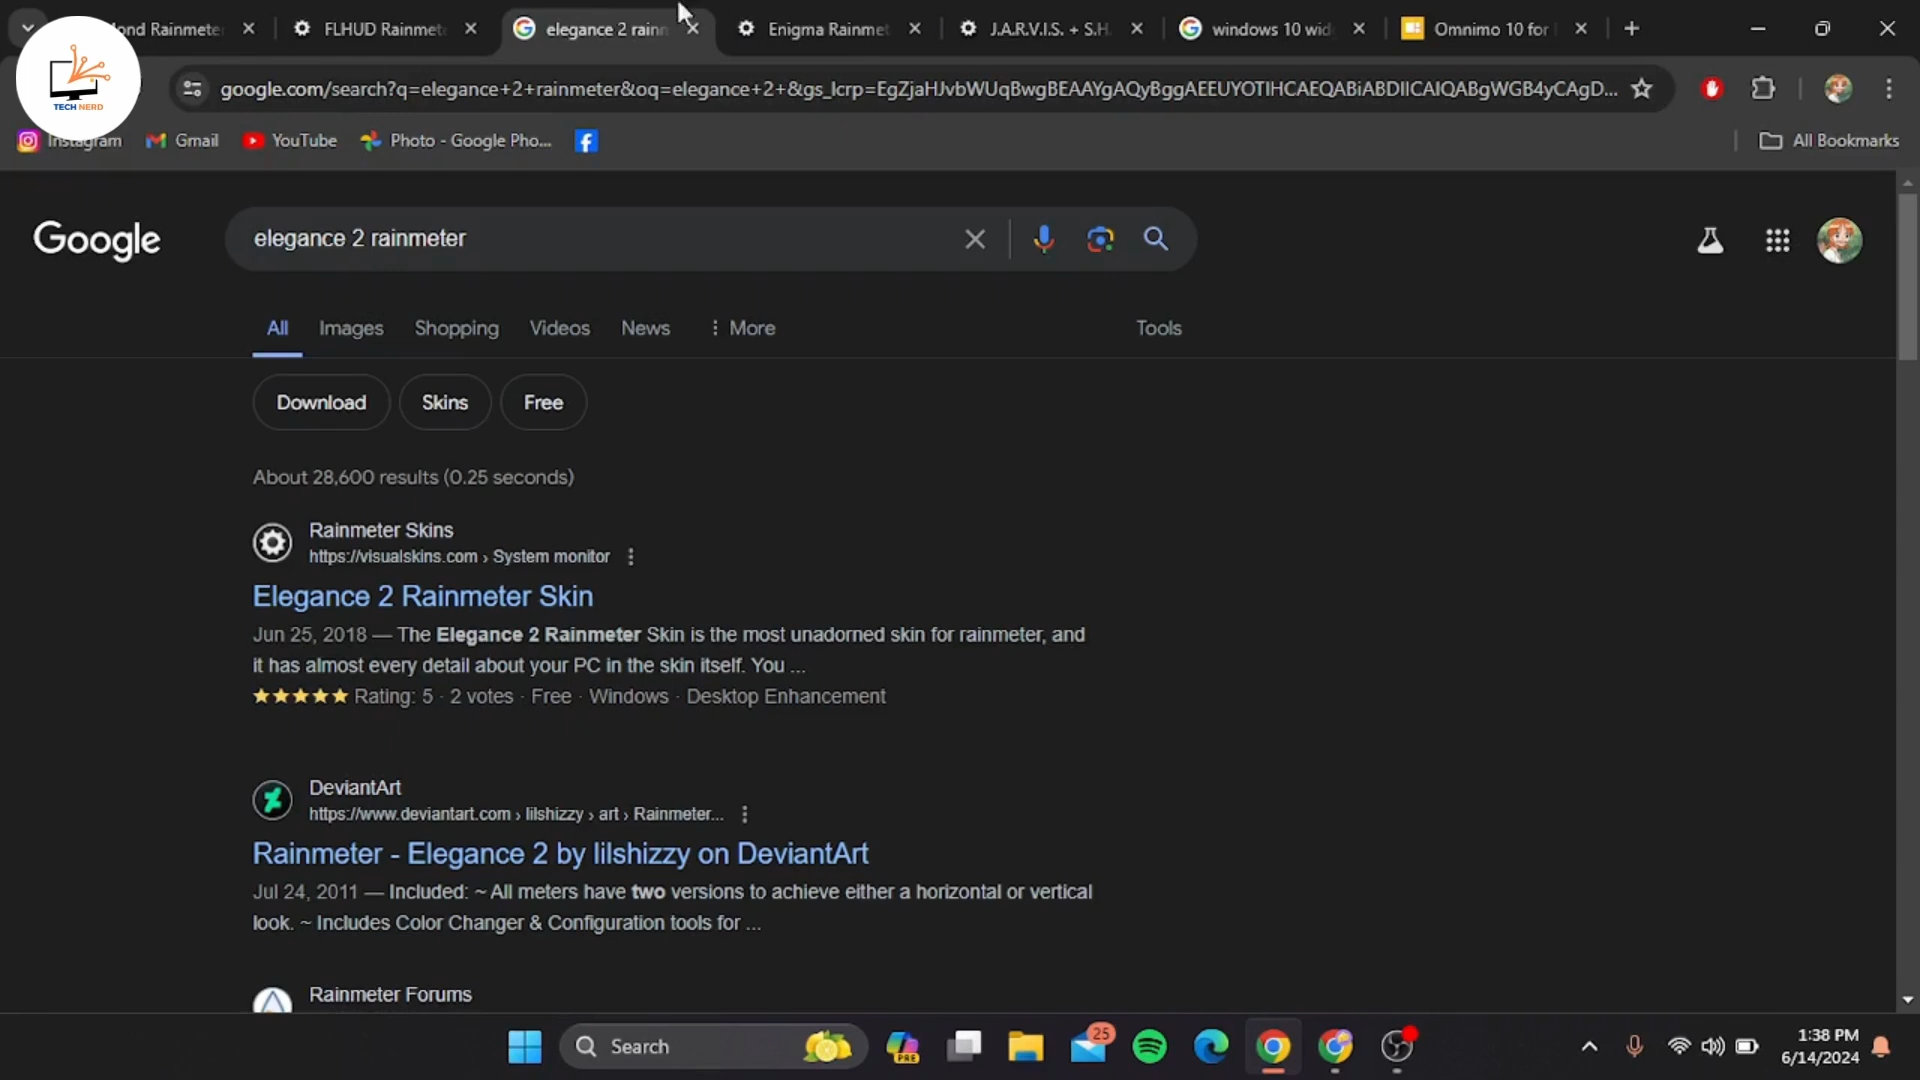 ond Rainmete
FLHUD Rainmet
elegance 2 rainn
Enigma Rainmet
J.A.R.V.I.S. + S.H
windows 10 wid
Omnimo 10 for
TECH NERD
google.com/search?q=elegance+2+rainmeter&oq=elegance+2+&gs_lcrp=EgZjaHJvbWUqBwgBEAAYgAQyBggAEEUYOTIHCAEQABiABDIICAIQABgWGB4yCAgD...
Instagram
Gmail
YouTube
Photo - Google Pho...
All Bookmarks
Google
elegance 2 rainmeter
All
Images
Shopping
Videos
News
More
Tools
Download
Skins
Free
About 28,600 results (0.25 seconds)
Rainmeter Skins
https://visualskins.com › System monitor
Elegance 2 Rainmeter Skin
Jun 25, 2018 — The Elegance 2 Rainmeter Skin is the most unadorned skin for rainmeter, and
it has almost every detail about your PC in the skin itself. You ...
Rating: 5 · 2 votes · Free · Windows · Desktop Enhancement
DeviantArt
https://www.deviantart.com › lilshizzy › art › Rainmeter...
Rainmeter - Elegance 2 by lilshizzy on DeviantArt
Jul 24, 2011 — Included: ~ All meters have two versions to achieve either a horizontal or vertical
look. ~ Includes Color Changer & Configuration tools for ...
Rainmeter Forums
Search
PRE
25
1:38 PM
6/14/2024